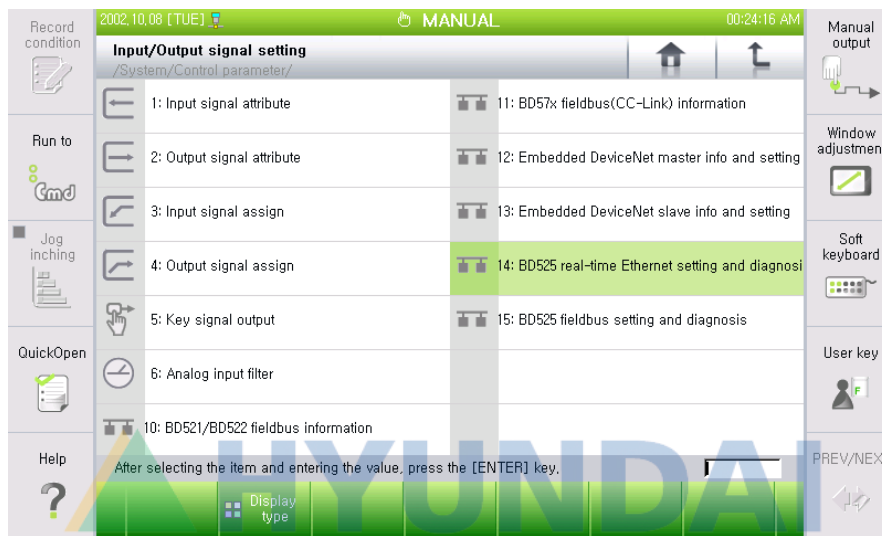 Record
condition
Run to
Cmd
Jog
inching
QuickOpen
Help
2002,10,08 [TUE]
MANUAL
00:24:16 AM
Input/Output signal setting
/System/Control parameter/
1: Input signal attribute
2: Output signal attribute
3: Input signal assign
4: Output signal assign
5: Key signal output
6: Analog input filter
10: BD521/BD522 fieldbus information
11: BD57x fieldbus(CC-Link) information
12: Embedded DeviceNet master info and setting
13: Embedded DeviceNet slave info and setting
14: BD525 real-time Ethernet setting and diagnosi
15: BD525 fieldbus setting and diagnosis
After selecting the item and entering the value, press the [ENTER] key.
Display
type
Manual
output
Window
adjustmen
Soft
keyboard
User key
F
PREV/NEX
HYUNDAI